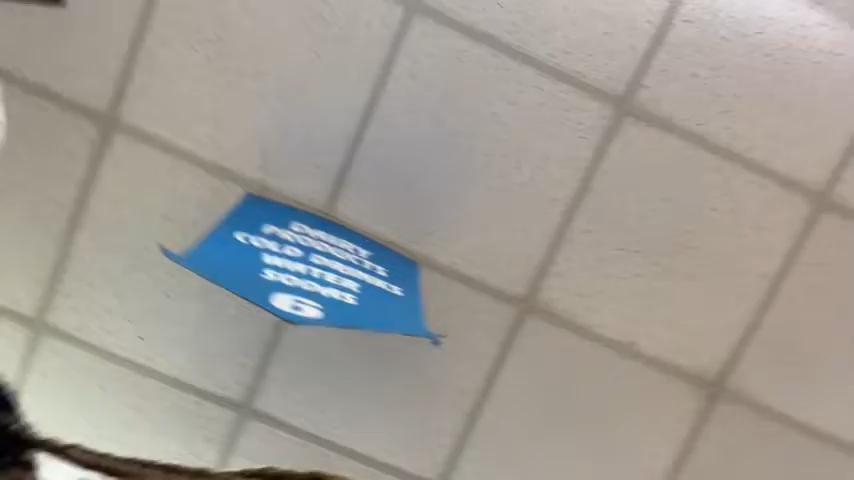 DAIRY
PRODUCTS
COLD DRINKS
WATER
SODAS
6